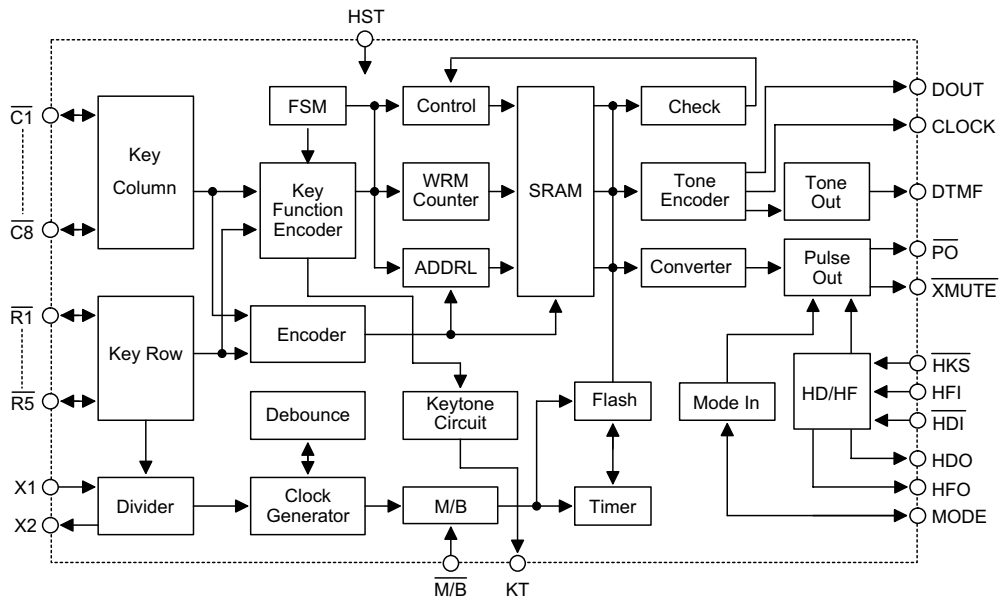 HST
FSM
Control
Check
DOUT
C1
CLOCK
Key
Column
Key
Function
Encoder
WRM
Counter
SRAM
Tone
Encoder
Tone
Out
DTMF
C8
ADDRL
Converter
Pulse
Out
PO
XMUTE
R1
Key Row
Encoder
HKS
HFI
HDI
HD/HF
Mode In
Flash
Keytone
Circuit
Debounce
R5
HDO
HFO
MODE
X1
X2
Divider
Clock
Generator
M/B
Timer
M/B
KT